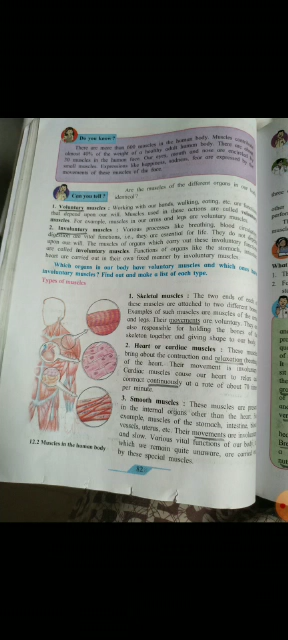 Do you know ?
There are more than 600 muscles in the human body. Muscles
almost 40% of the weight of a healthy adult human body. There are
30 muscles in the human face. Our eyes, mouth and nose are encircled by
small muscles. Expressions like happiness, sadness, fear are expressed by
movements of these muscles of the face.
Can you tell ?
Are the muscles of the different organs in our body
identical ?
1. Voluntary muscles : Working with our hands, walking, eating, etc. are
that depend upon our will. Muscles used in these actions are called voluntary
muscles. For example, muscles in our arms and legs are voluntary muscles.
2. Involuntary muscles : Various processes like breathing, blood circulation,
digestion are vital functions, i.e., they are essential for life. They do not depend
upon our will. The muscles of organs which carry out these involuntary functions
are called involuntary muscles. Functions of organs like the stomach,
heart are carried out in their own fixed manner by involuntary muscles.
Which organs in our body have voluntary muscles and which ones have
involuntary muscles? Find out and make a list of each type.
Types of muscles
1. Skeletal muscles : The two ends of
these muscles are attached to two different bones.
Examples of such muscles are muscles of the arms
and legs. Their movements are voluntary. They are
also responsible for holding the bones of the
skeleton together and giving shape to our body.
2. Heart or cardiac muscles : These muscles
bring about the contraction and relaxation
of the heart. Their movement is involuntary.
Cardiac muscles cause our heart to relax and
contract continuously at a rate of about 70 times
per minute.
3. Smooth muscles : These muscles are present
in the internal organs other than the heart. For
example, muscles of the stomach, intestine, blood
vessels, uterus, etc. Their movements are involuntary
and slow. Various vital functions of our body of
which we remain quite unaware, are carried out
by these special muscles.
12.2 Muscles in the human body
82